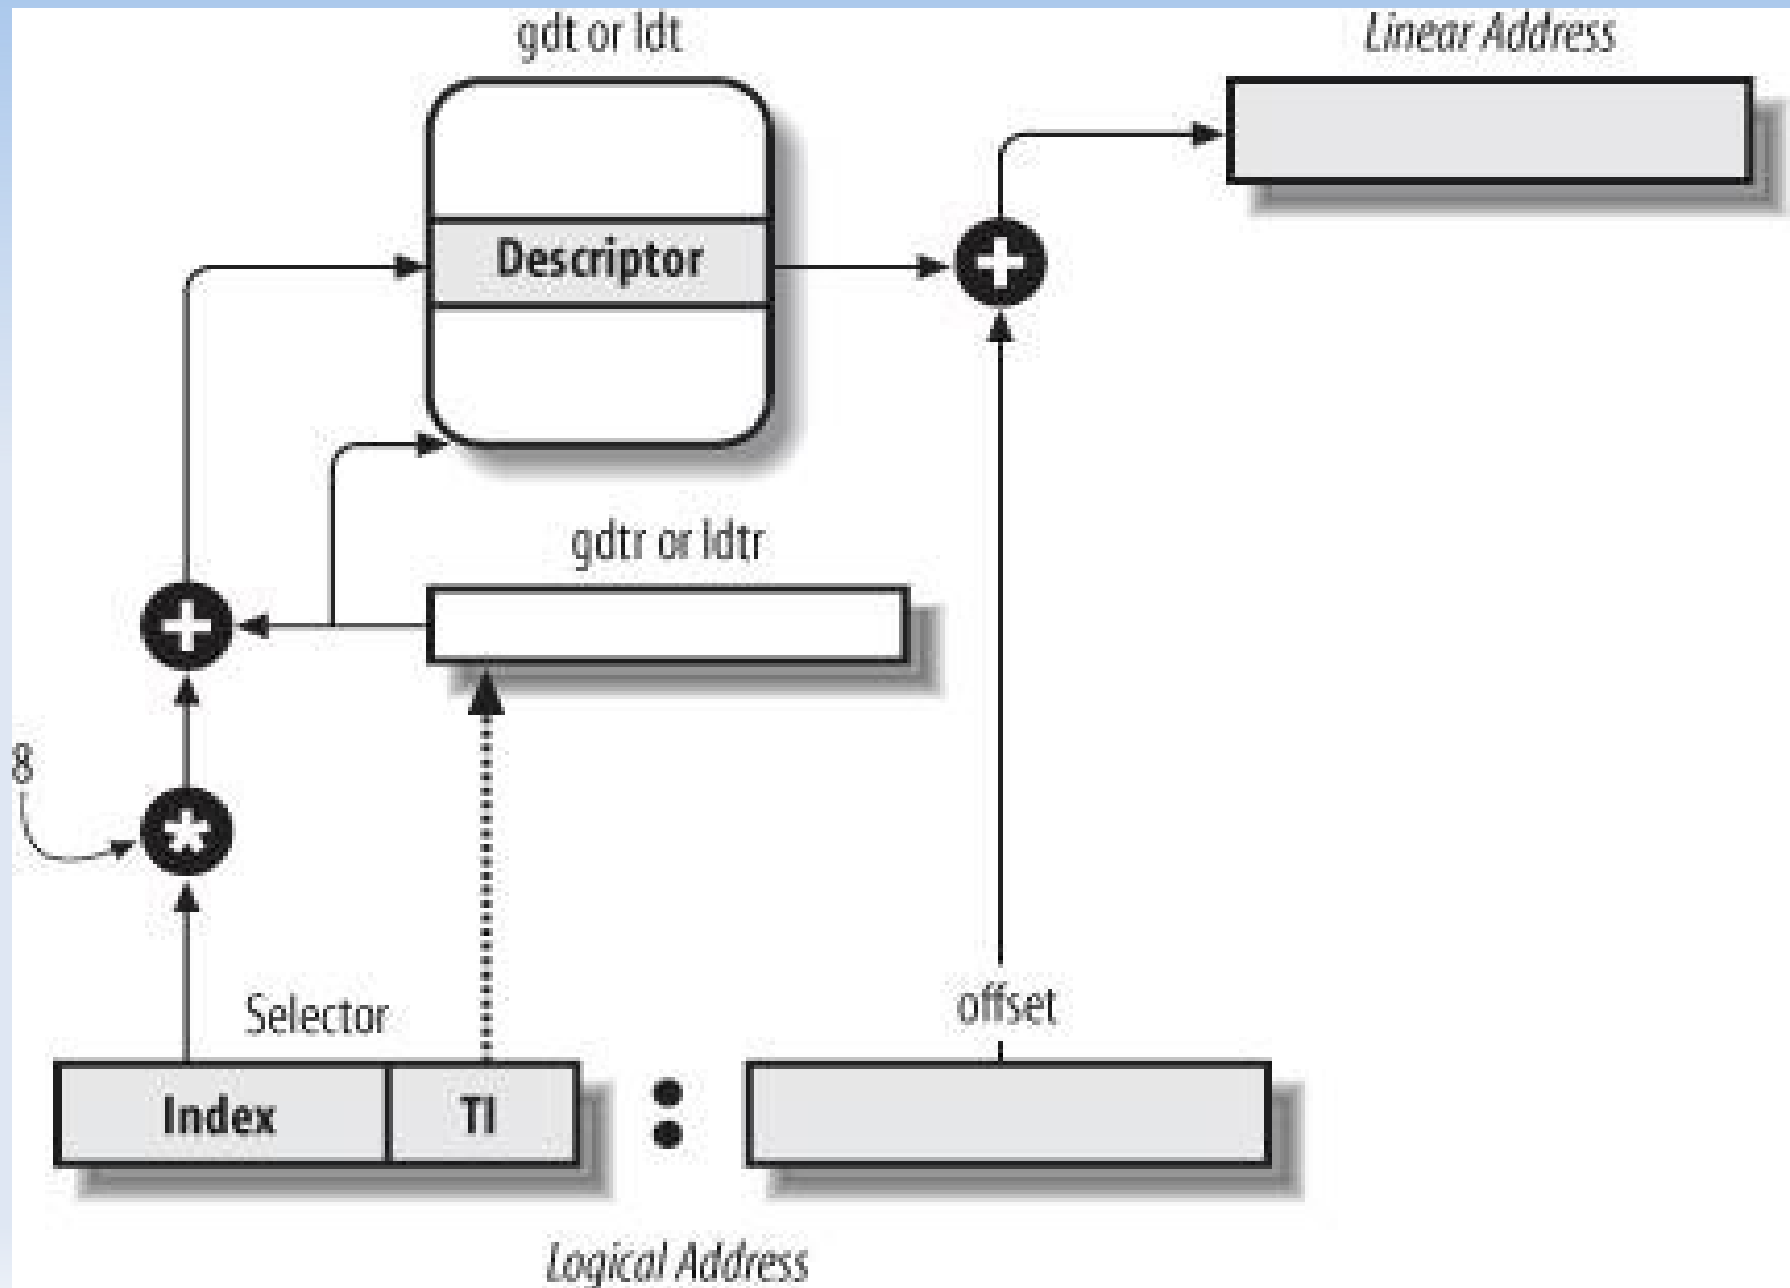 gdt or ldt
Linear Address
Descriptor
gdtr or ldtr
8
Selector
offset
Index
TI
:
Logical Address